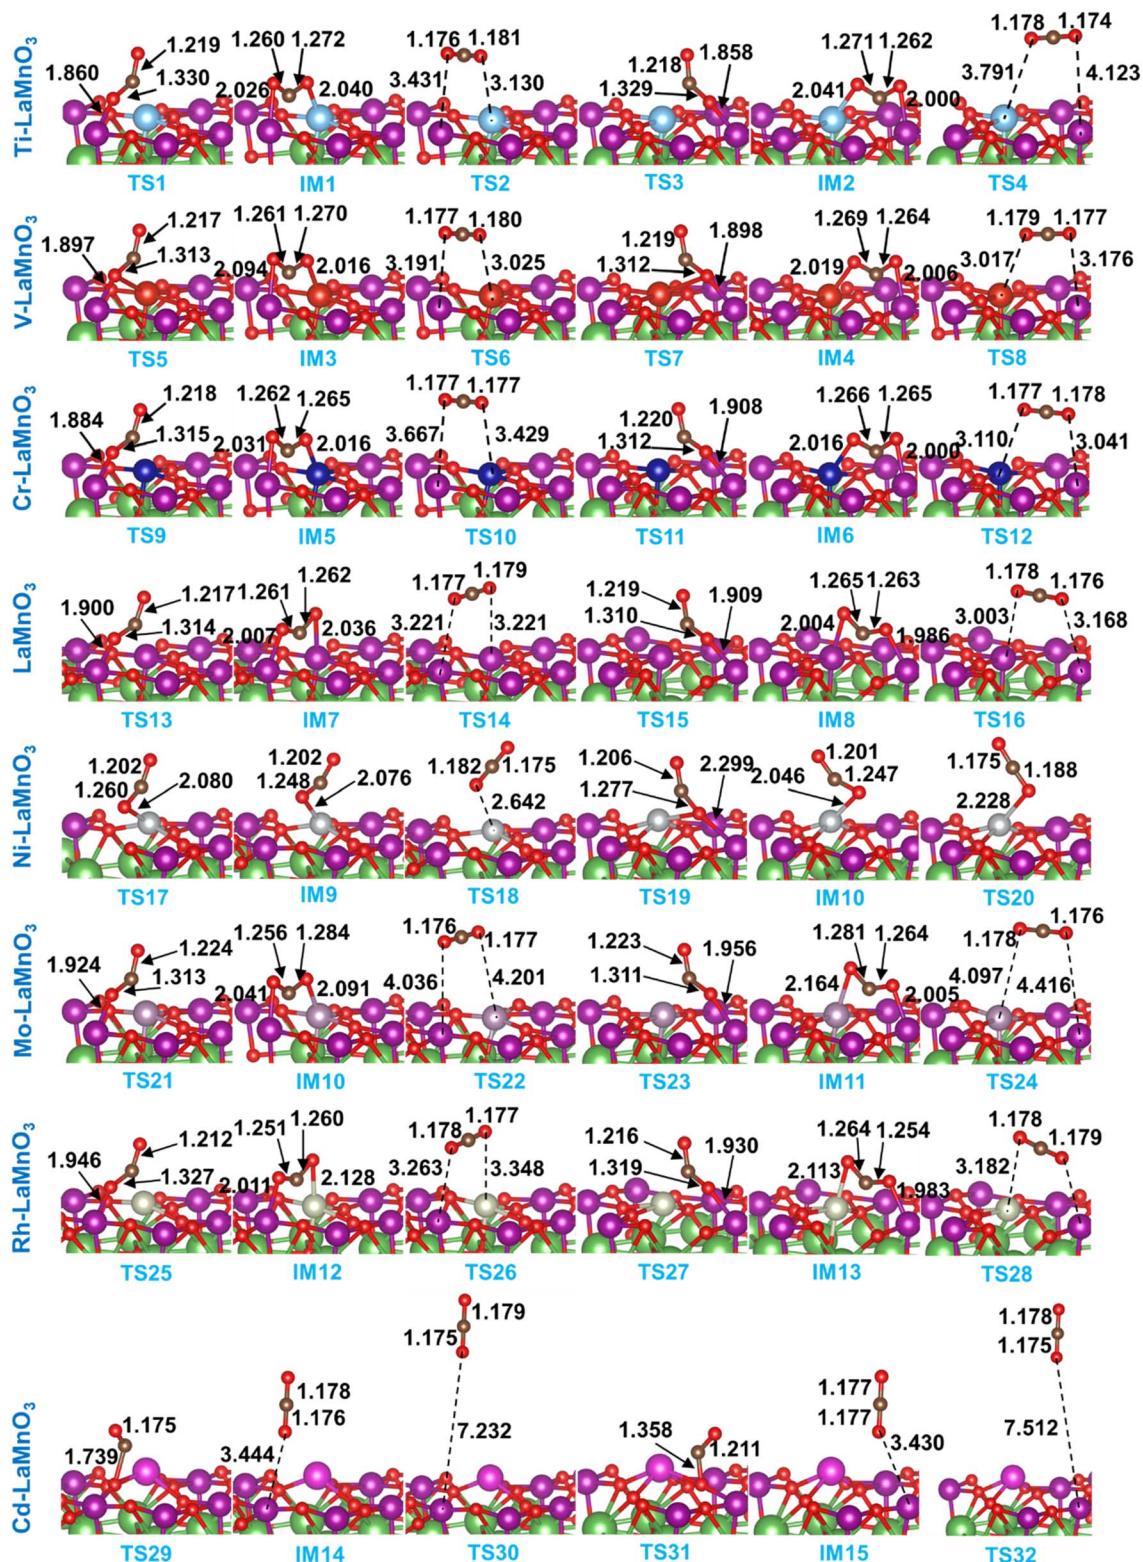 Ti-LaMnO3
1.219
1.330
1.860
TS1
1.260
1.272
2.026
2.040
IM1
1.176
1.181
3.431
3.130
TS2
1.218
1.858
1.329
TS3
1.271
1.262
2.041
2.000
IM2
1.178
1.174
3.791
4.123
TS4
V-LaMnO3
1.217
1.897
1.313
TS5
1.261
1.270
2.094
2.016
IM3
1.177
1.180
3.191
3.025
TS6
1.219
1.898
1.312
TS7
1.269
1.264
2.019
2.006
IM4
1.179
1.177
3.017
3.176
TS8
Cr-LaMnO3
1.218
1.884
1.315
TS9
1.262
1.265
2.031
2.016
IM5
1.177
1.177
3.667
3.429
TS10
1.220
1.908
1.312
TS11
1.266
1.265
2.016
2.000
IM6
1.177
1.178
3.110
3.041
TS12
LaMnO3
1.217
1.900
1.314
TS13
1.261
1.262
2.007
2.036
IM7
1.177
1.179
3.221
3.221
TS14
1.219
1.909
1.310
TS15
1.265
1.263
2.004
1.986
IM8
1.178
1.176
3.003
3.168
TS16
Ni-LaMnO3
1.202
1.260
2.080
TS17
1.202
1.248
2.076
IM9
1.182
1.175
2.642
TS18
1.206
2.299
1.277
TS19
1.201
2.046
1.247
IM10
1.175
1.188
2.228
TS20
Mo-LaMnO3
1.224
1.924
1.313
TS21
1.256
1.284
2.041
2.091
IM10
1.176
1.177
4.036
4.201
TS22
1.223
1.956
1.311
TS23
1.281
1.264
2.164
2.005
IM11
1.178
1.176
4.097
4.416
TS24
Rh-LaMnO3
1.212
1.946
1.327
TS25
1.251
1.260
2.011
2.128
IM12
1.178
1.177
3.263
3.348
TS26
1.216
1.930
1.319
TS27
1.264
1.254
2.113
1.983
IM13
1.178
1.179
3.182
TS28
Cd-LaMnO3
1.175
1.739
TS29
1.178
1.176
3.444
IM14
1.179
1.175
7.232
TS30
1.358
1.211
TS31
1.177
1.177
3.430
IM15
1.178
1.175
7.512
TS32